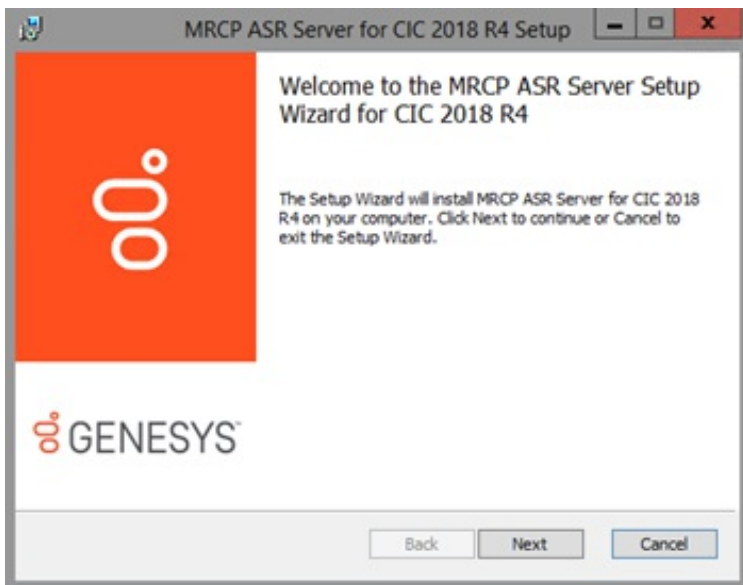 MRCP ASR Server for CIC 2018 R4 Setup
Welcome to the MRCP ASR Server Setup
Wizard for CIC 2018 R4
The Setup Wizard will install MRCP ASR Server for CIC 2018
R4 on your computer. Click Next to continue or Cancel to
exit the Setup Wizard.
GENESYS™
Back Next Cancel